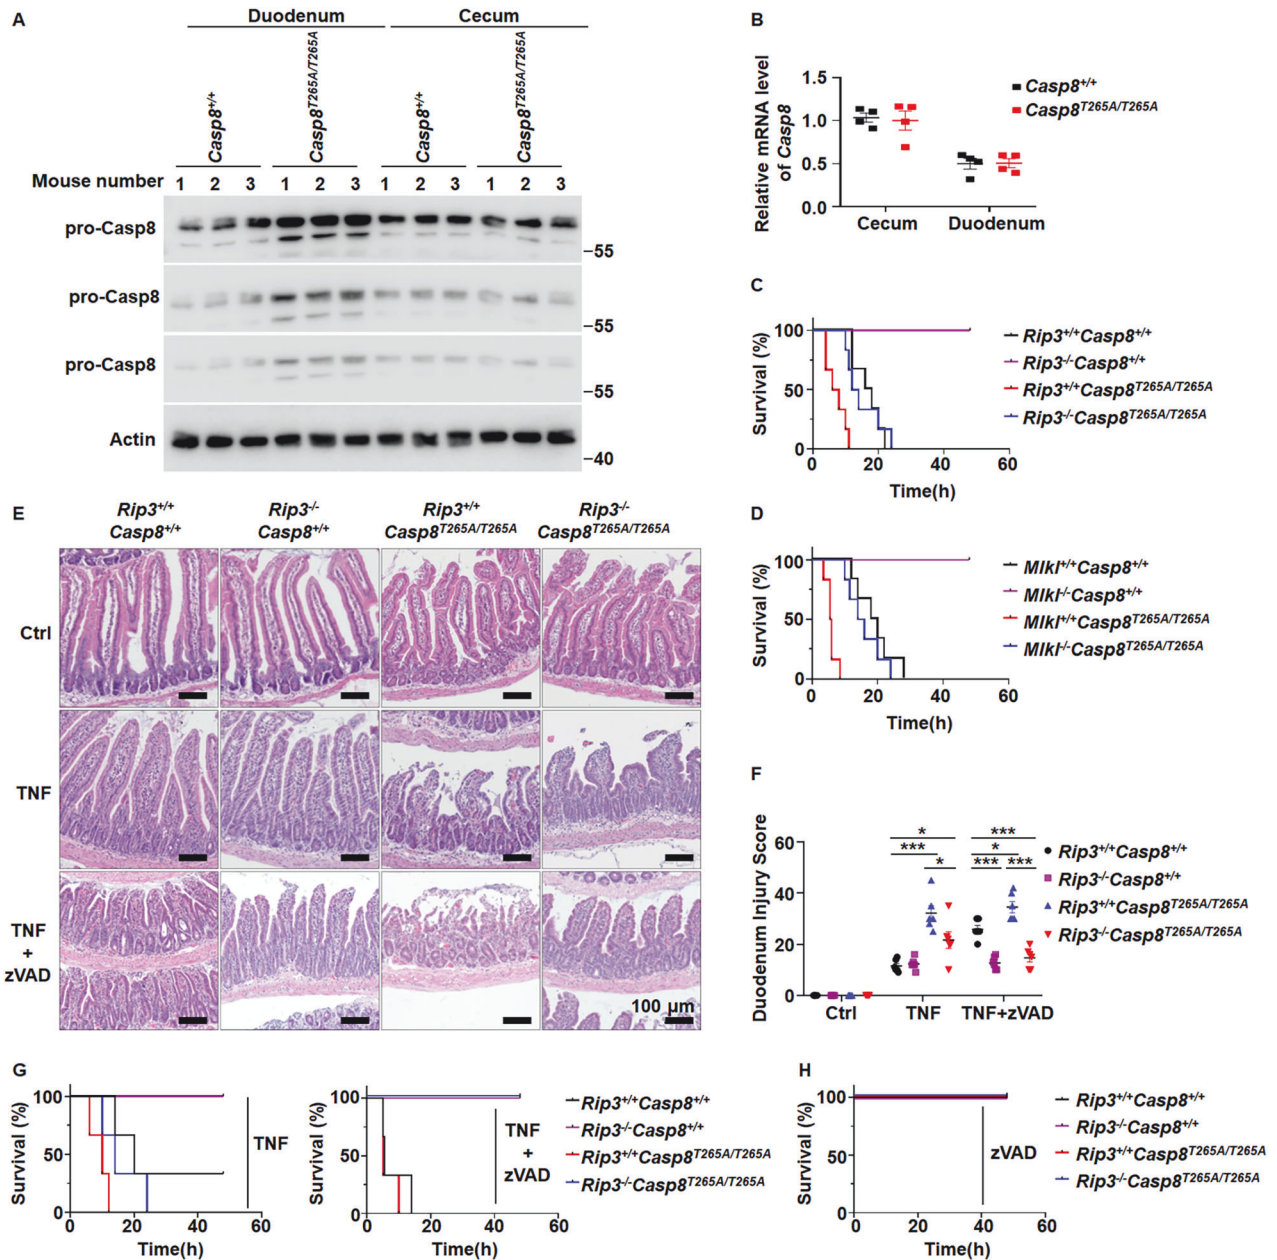 A
Duodenum Cecum
Casp8+/+ Casp8T265A/T265A Casp8+/+ Casp8T265A/T265A
Mouse number 1 2 3 1 2 3 1 2 3 1 2 3
pro-Casp8
–55
pro-Casp8
–55
pro-Casp8
–55
Actin
–40
B
Relative mRNA level
of Casp8
1.5
1.0
0.5
0.0
Cecum Duodenum
Casp8+/+
Casp8T265A/T265A
C
Survival (%)
100
50
0
0 20 40 60
Time(h)
Rip3+/+Casp8+/+
Rip3-/-Casp8+/+
Rip3+/+Casp8T265A/T265A
Rip3-/-Casp8T265A/T265A
D
Survival (%)
100
50
0
0 20 40 60
Time(h)
Mlkl+/+Casp8+/+
Mlkl-/-Casp8+/+
Mlkl+/+Casp8T265A/T265A
Mlkl-/-Casp8T265A/T265A
E
Rip3+/+ Rip3-/- Rip3+/+ Rip3-/-
Casp8+/+ Casp8+/+ Casp8T265A/T265A Casp8T265A/T265A
Ctrl
TNF
TNF
+
zVAD
100 μm
F
Duodenum Injury Score
60
40
20
0
Ctrl TNF TNF+zVAD
* ***
*** *
* *** ***
Rip3+/+Casp8+/+
Rip3-/-Casp8+/+
Rip3+/+Casp8T265A/T265A
Rip3-/-Casp8T265A/T265A
G
Survival (%)
100
50
0
0 20 40 60
Time(h)
TNF
Survival (%)
100
50
0
0 20 40 60
Time(h)
TNF
+
zVAD
Rip3+/+Casp8+/+
Rip3-/-Casp8+/+
Rip3+/+Casp8T265A/T265A
Rip3-/-Casp8T265A/T265A
H
Survival (%)
100
50
0
0 20 40 60
Time(h)
zVAD
Rip3+/+Casp8+/+
Rip3-/-Casp8+/+
Rip3+/+Casp8T265A/T265A
Rip3-/-Casp8T265A/T265A